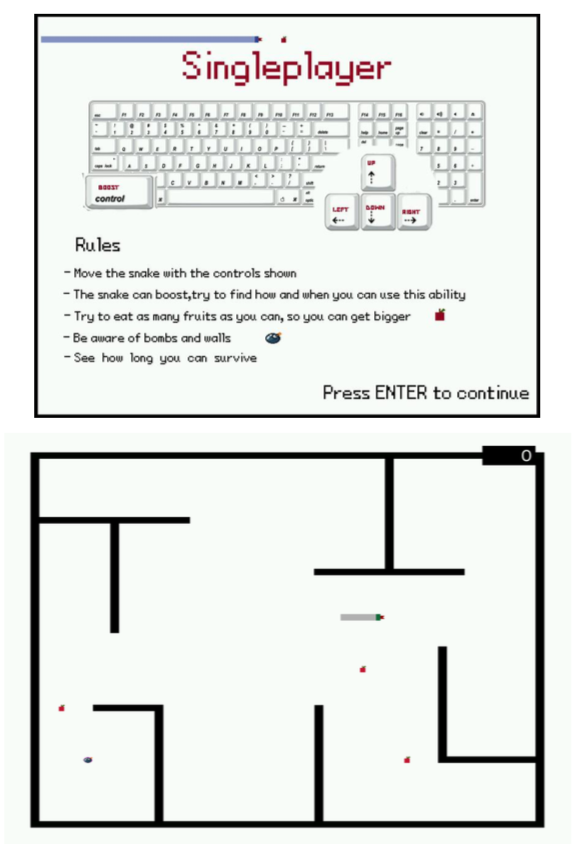 Singleplayer
UP
BOOST
control
LEFT
DOWN
RIGHT
Rules
- Move the snake with the controls shown
- The snake can boost,try to find how and when you can use this ability
- Try to eat as many fruits as you can, so you can get bigger
- Be aware of bombs and walls
- See how long you can survive
Press ENTER to continue
0